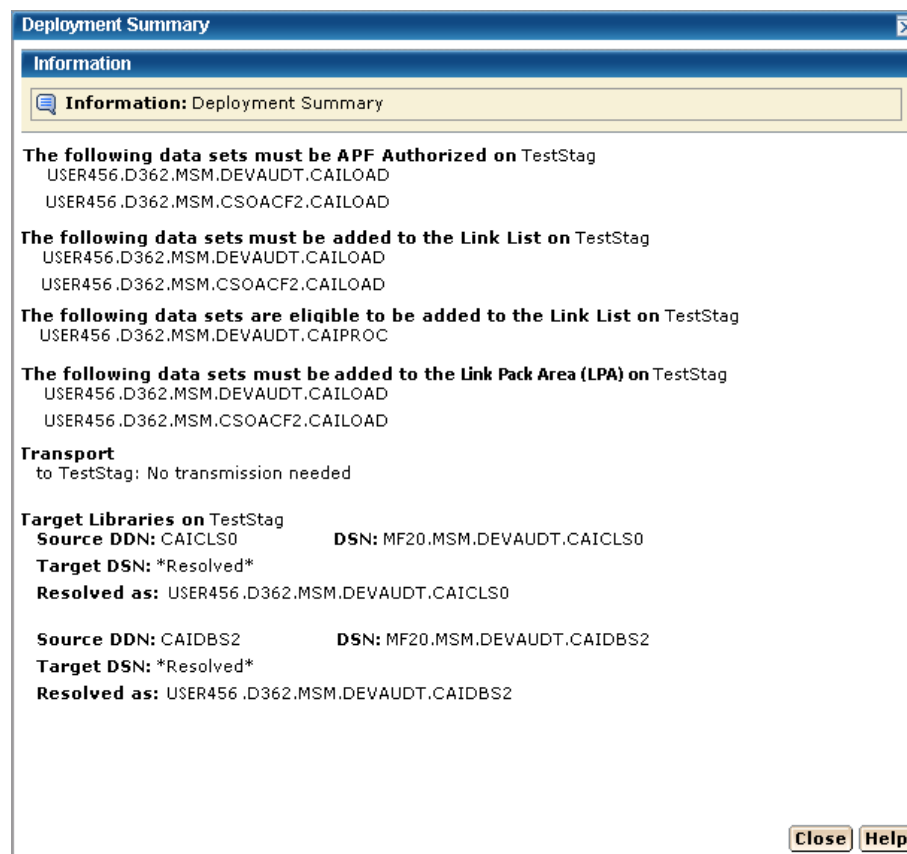 Deployment Summary
Information
Information: Deployment Summary
The following data sets must be APF Authorized on TestStag
USER456.D362.MSM.DEVAUDT.CAILOAD
USER456.D362.MSM.CSOACF2.CAILOAD
The following data sets must be added to the Link List on TestStag
USER456.D362.MSM.DEVAUDT.CAILOAD
USER456.D362.MSM.CSOACF2.CAILOAD
The following data sets are eligible to be added to the Link List on TestStag
USER456.D362.MSM.DEVAUDT.CAIPROC
The following data sets must be added to the Link Pack Area (LPA) on TestStag
USER456.D362.MSM.DEVAUDT.CAILOAD
USER456.D362.MSM.CSOACF2.CAILOAD
Transport
to TestStag: No transmission needed
Target Libraries on TestStag
Source DDN: CAICLS0 DSN: MF20.MSM.DEVAUDT.CAICLS0
Target DSN: *Resolved*
Resolved as: USER456.D362.MSM.DEVAUDT.CAICLS0
Source DDN: CAIDBS2 DSN: MF20.MSM.DEVAUDT.CAIDBS2
Target DSN: *Resolved*
Resolved as: USER456.D362.MSM.DEVAUDT.CAIDBS2
Close Help